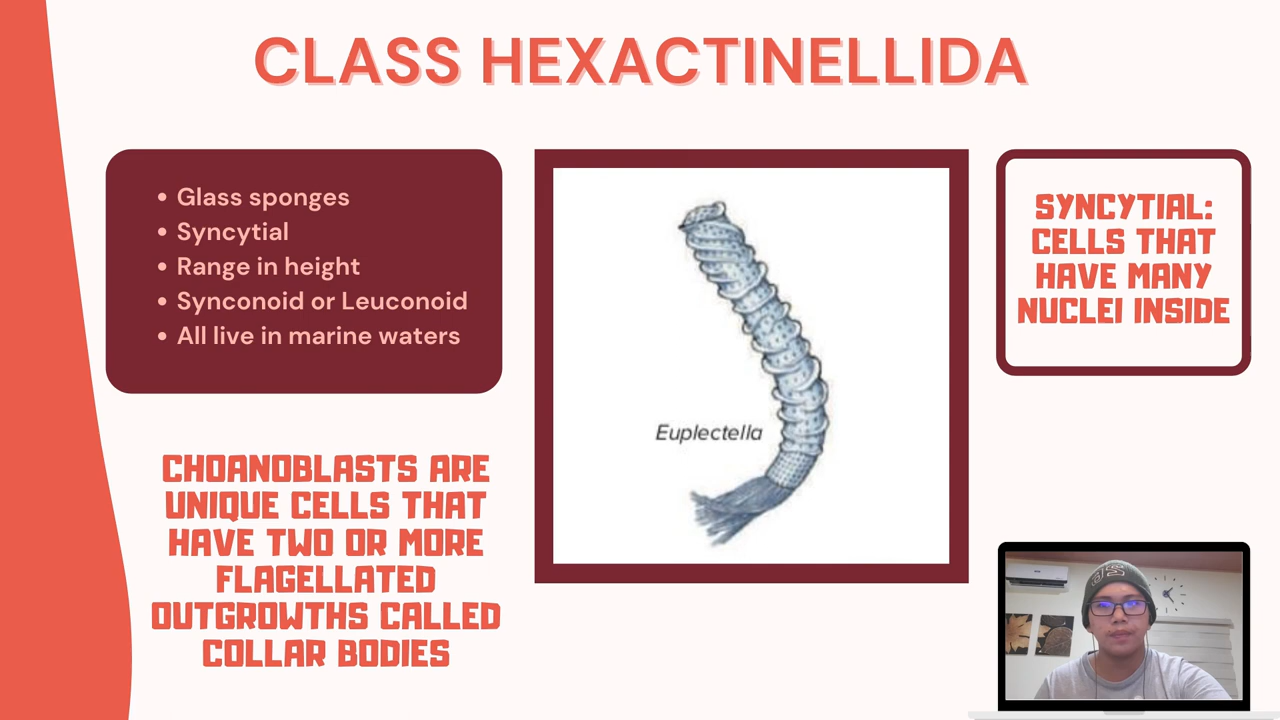 CLASS HEXACTINELLIDA
• Glass sponges
• Syncytial
• Range in height
• Synconoid or Leuconoid
• All live in marine waters
CHOANOBLASTS ARE
UNIQUE CELLS THAT
HAVE TWO OR MORE
FLAGELLATED
OUTGROWTHS CALLED
COLLAR BODIES
Euplectella
SYNCYTIAL:
CELLS THAT
HAVE MANY
NUCLEI INSIDE